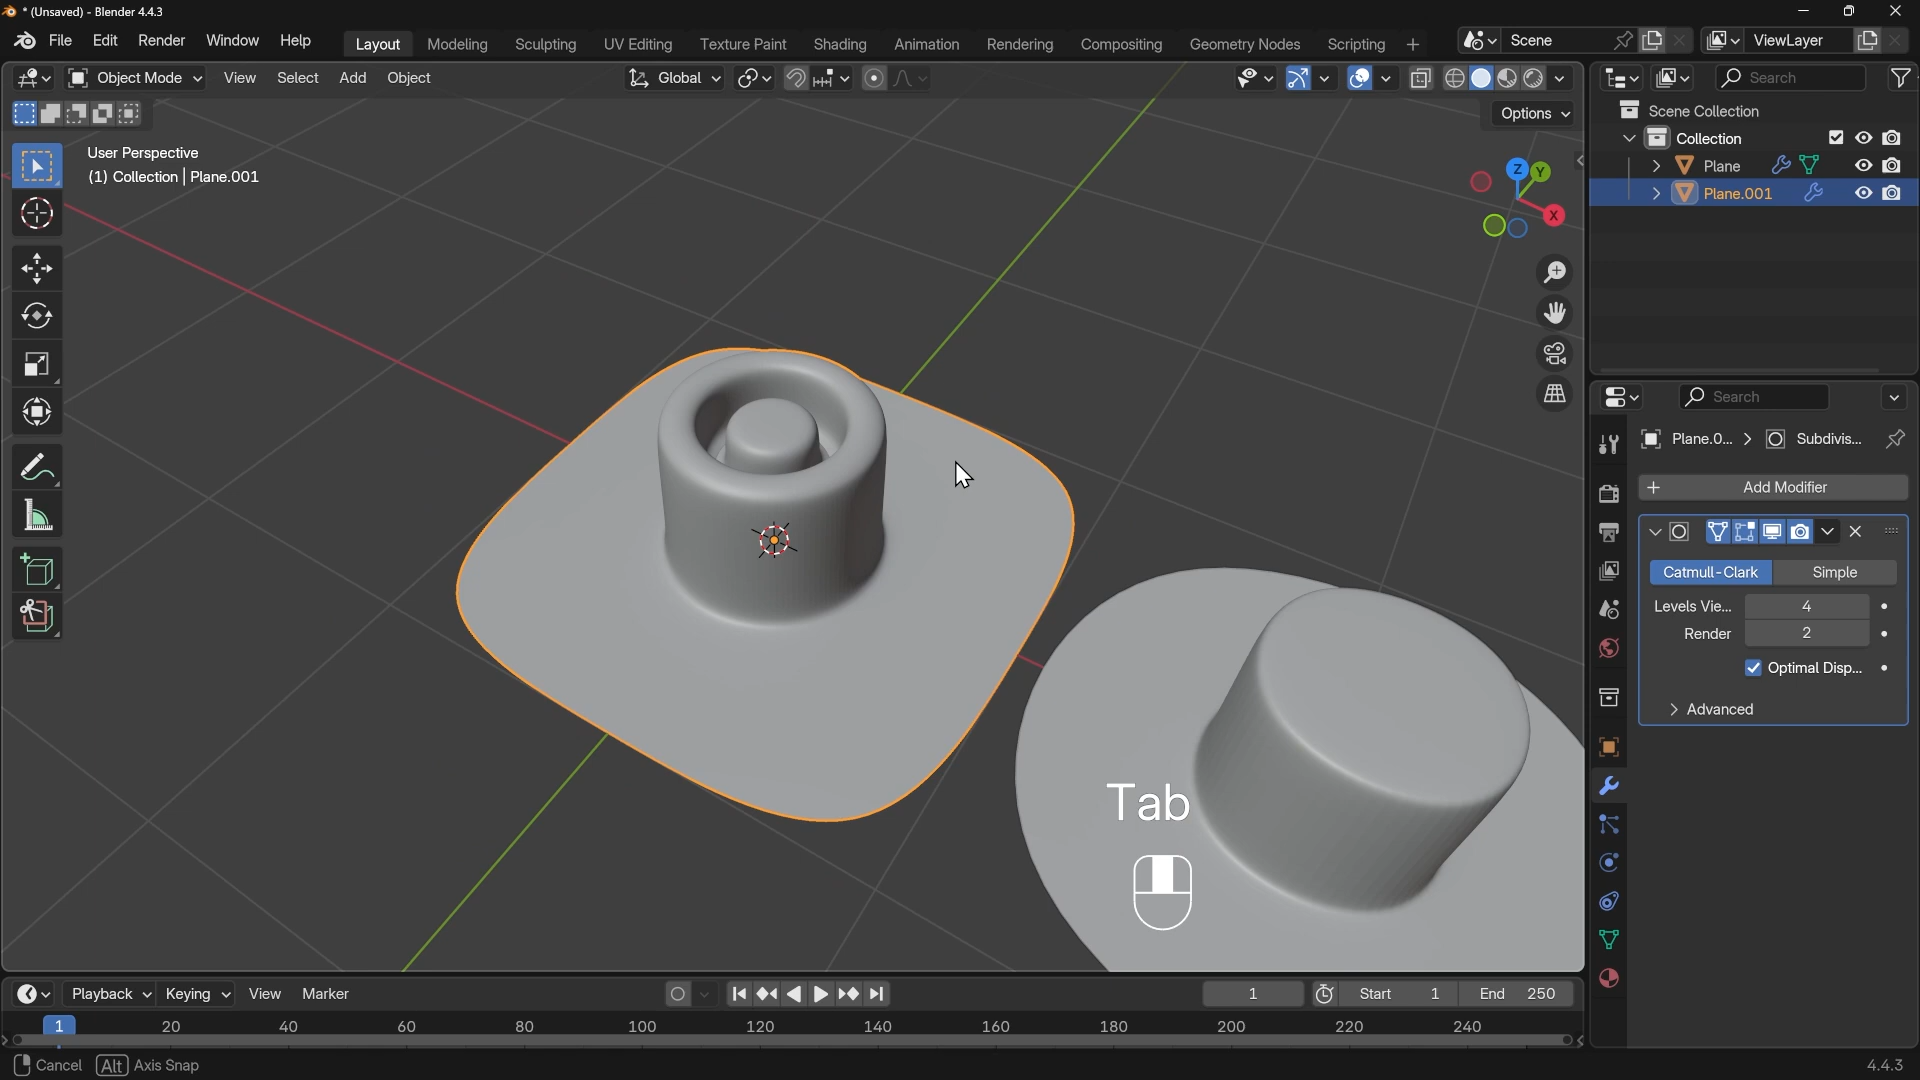 * (Unsaved) - Blender 4.4.3
File Edit Render Window Help Layout Modeling Sculpting UV Editing Texture Paint Shading Animation Rendering Compositing Geometry Nodes Scripting + Scene ViewLayer
Object Mode View Select Add Object Global Search
Options
User Perspective
(1) Collection | Plane.001
Z Y X
Scene Collection
Collection
Plane
Plane.001
Search
Plane.0... > Subdivis...
+ Add Modifier
Catmull-Clark Simple
Levels Vie... 4
Render 2
Optimal Disp...
Advanced
Tab
Playback Keying View Marker 1 Start 1 End 250
1 20 40 60 80 100 120 140 160 180 200 220 240
Cancel Alt Axis Snap 4.4.3